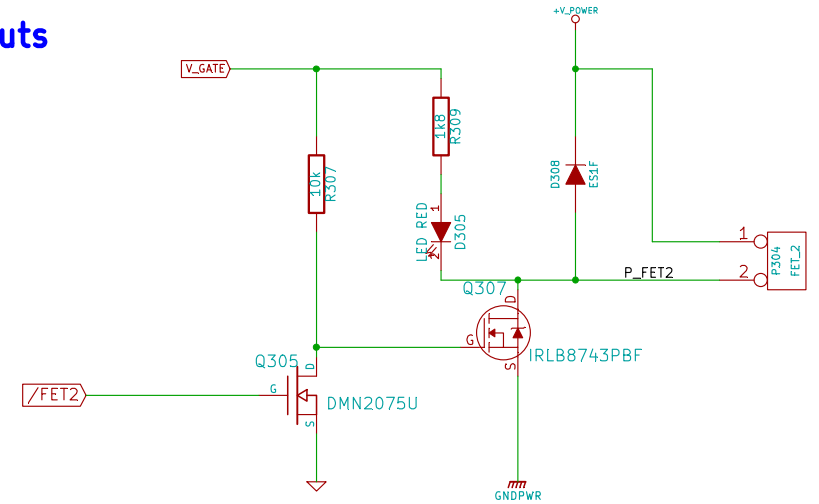 uts
+V_POWER
V_GATE
1k8
R309
10k
R307
D308
ES1F
LED RED
1
2
D305
1
2
P304
FET_2
P_FET2
Q307
D
G
S
IRLB8743PBF
Q305
D
G
S
DMN2075U
/FET2
GNDPWR